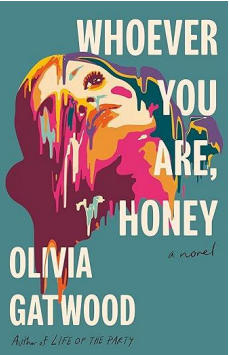 WHOEVER
YOU
ARE,
HONEY
a novel
OLIVIA
GATWOOD
Author of LIFE OF THE PARTY